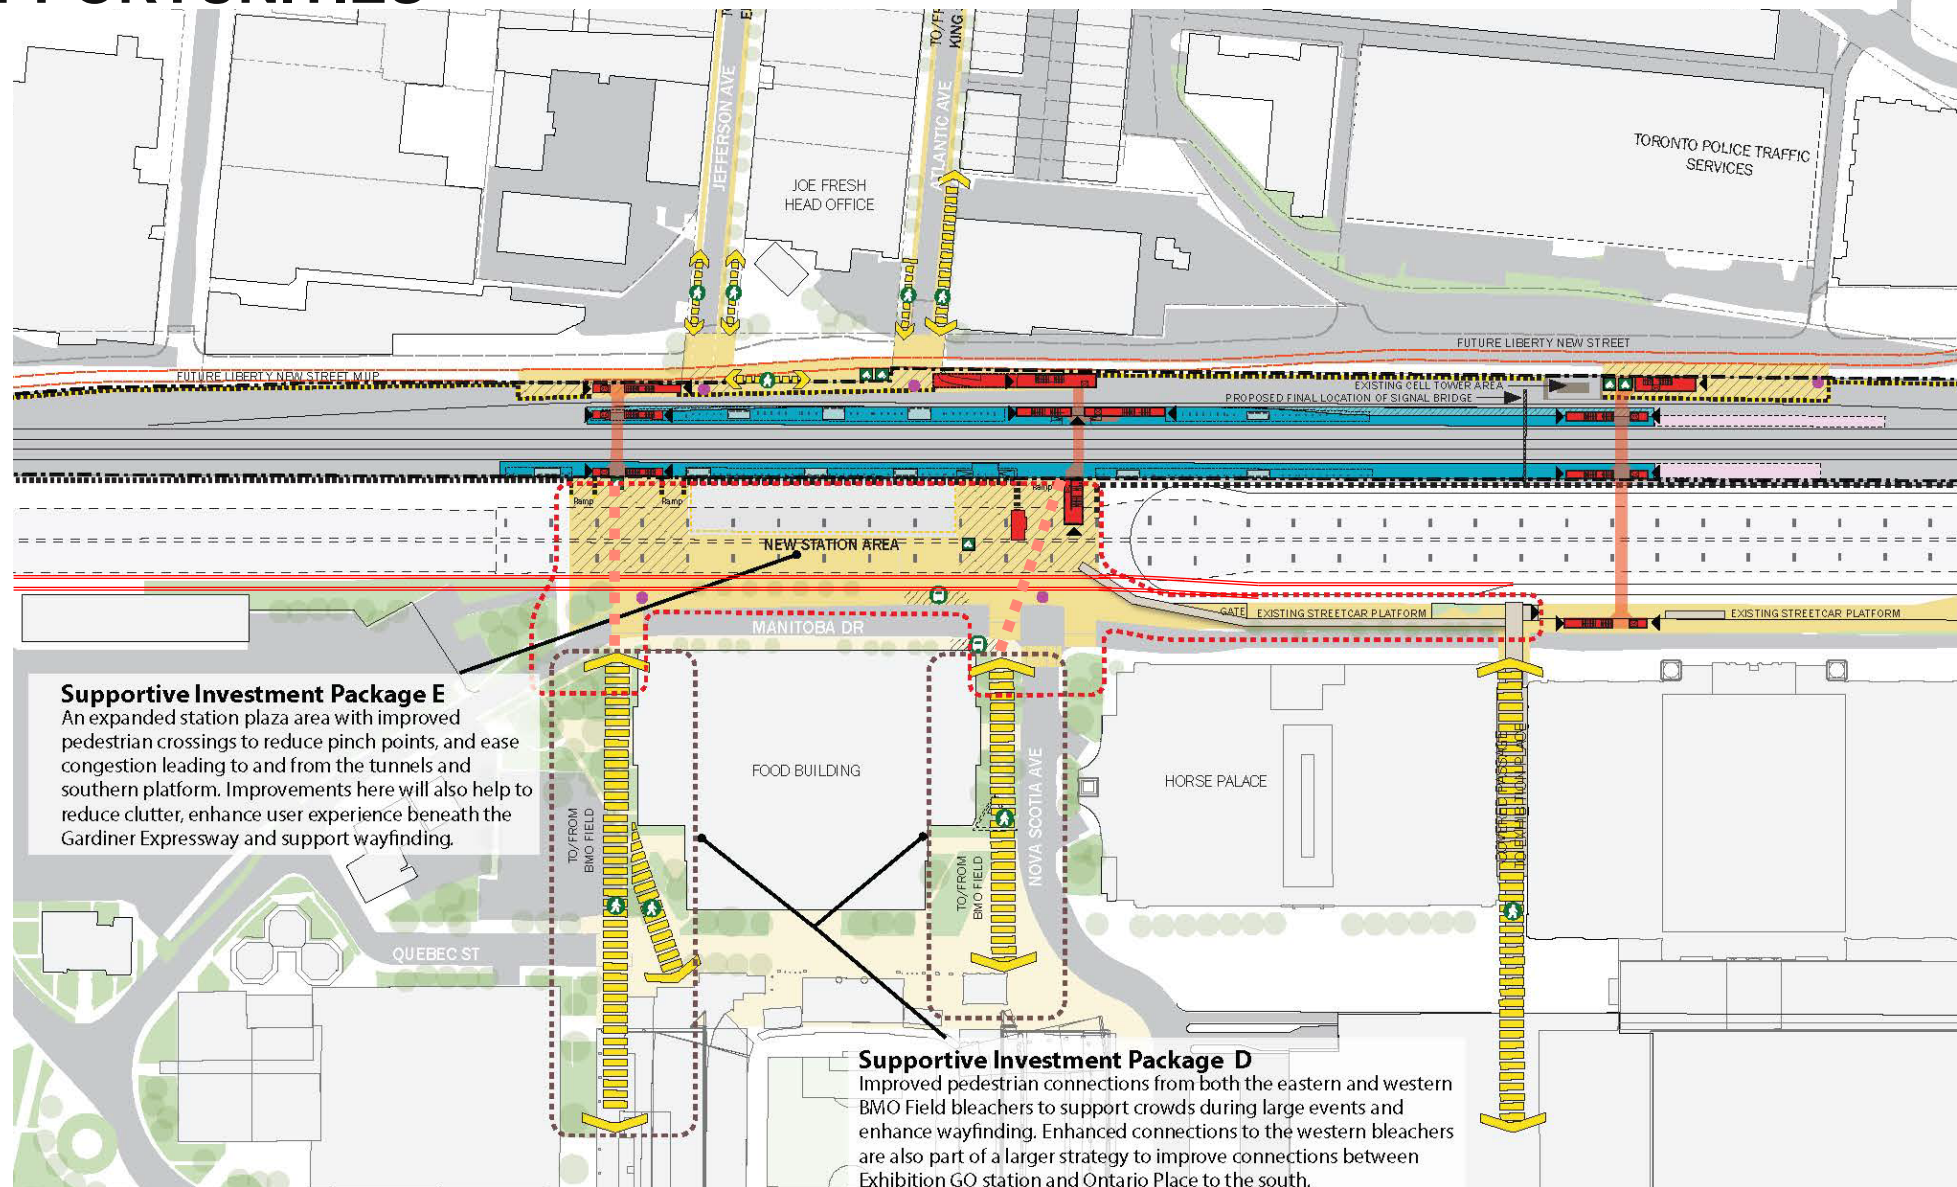 JEFFERSON AVE
TO/FR
KING
ATLANTIC AVE
JOE FRESH
HEAD OFFICE
TORONTO POLICE TRAFFIC
SERVICES
FUTURE LIBERTY NEW STREET
FUTURE LIBERTY NEW STREET MUP
EXISTING CELL TOWER AREA
PROPOSED FINAL LOCATION OF SIGNAL BRIDGE
Ramp
Ramp
Ramp
NEW STATION AREA
GATE
EXISTING STREETCAR PLATFORM
EXISTING STREETCAR PLATFORM
MANITOBA DR
Supportive Investment Package E
An expanded station plaza area with improved
pedestrian crossings to reduce pinch points, and ease
congestion leading to and from the tunnels and
southern platform. Improvements here will also help to
reduce clutter, enhance user experience beneath the
Gardiner Expressway and support wayfinding.
FOOD BUILDING
HORSE PALACE
NOVA SCOTIA AVE
TO/FROM
BMO FIELD
TO/FROM
BMO FIELD
QUEBEC ST
Supportive Investment Package D
Improved pedestrian connections from both the eastern and western
BMO Field bleachers to support crowds during large events and
enhance wayfinding. Enhanced connections to the western bleachers
are also part of a larger strategy to improve connections between
Exhibition GO station and Ontario Place to the south.